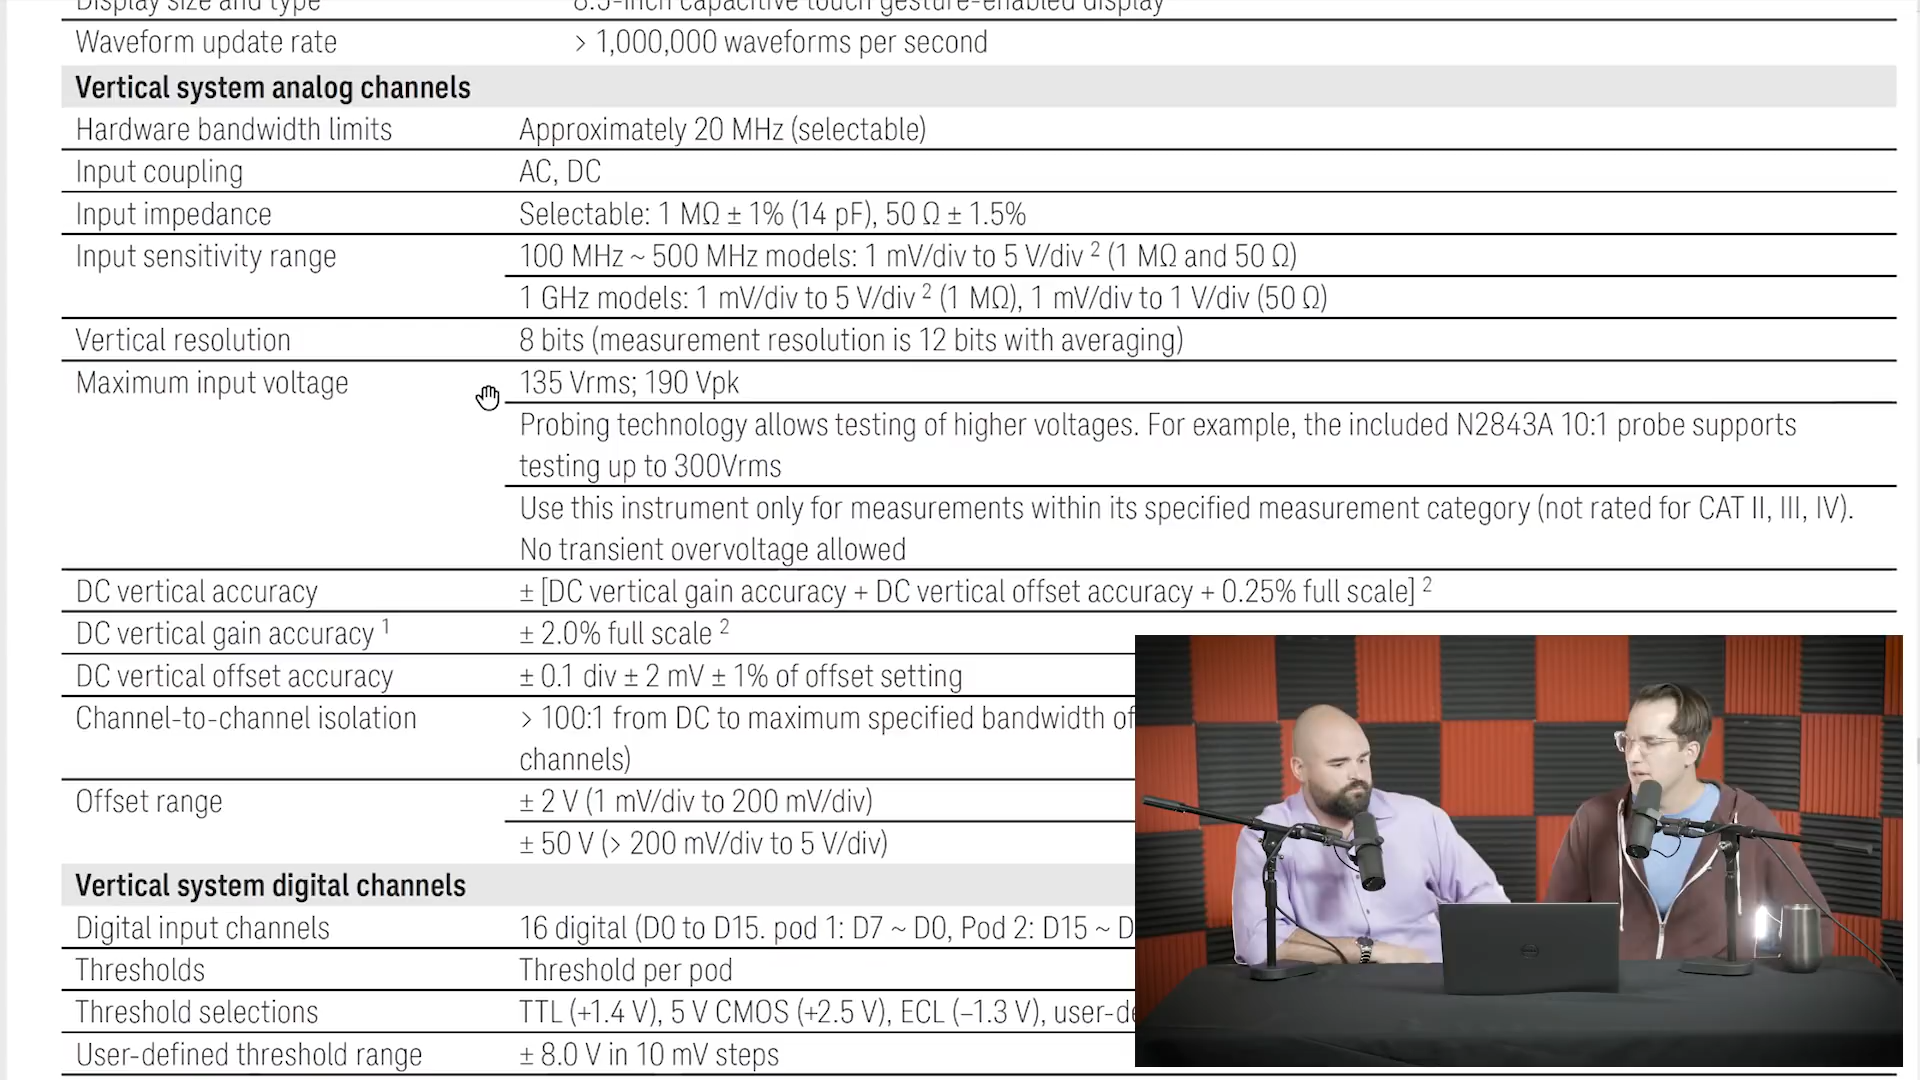 Display size and type 8.5-inch capacitive touch gesture-enabled display
Waveform update rate > 1,000,000 waveforms per second
Vertical system analog channels
Hardware bandwidth limits Approximately 20 MHz (selectable)
Input coupling AC, DC
Input impedance Selectable: 1 MΩ ± 1% (14 pF), 50 Ω ± 1.5%
Input sensitivity range 100 MHz ~ 500 MHz models: 1 mV/div to 5 V/div 2 (1 MΩ and 50 Ω)
1 GHz models: 1 mV/div to 5 V/div 2 (1 MΩ), 1 mV/div to 1 V/div (50 Ω)
Vertical resolution 8 bits (measurement resolution is 12 bits with averaging)
Maximum input voltage 135 Vrms; 190 Vpk
Probing technology allows testing of higher voltages. For example, the included N2843A 10:1 probe supports
testing up to 300Vrms
Use this instrument only for measurements within its specified measurement category (not rated for CAT II, III, IV).
No transient overvoltage allowed
DC vertical accuracy ± [DC vertical gain accuracy + DC vertical offset accuracy + 0.25% full scale] 2
DC vertical gain accuracy 1 ± 2.0% full scale 2
DC vertical offset accuracy ± 0.1 div ± 2 mV ± 1% of offset setting
Channel-to-channel isolation > 100:1 from DC to maximum specified bandwidth of
channels)
Offset range ± 2 V (1 mV/div to 200 mV/div)
± 50 V (> 200 mV/div to 5 V/div)
Vertical system digital channels
Digital input channels 16 digital (D0 to D15. pod 1: D7 ~ D0, Pod 2: D15 ~ D
Thresholds Threshold per pod
Threshold selections TTL (+1.4 V), 5 V CMOS (+2.5 V), ECL (–1.3 V), user-de
User-defined threshold range ± 8.0 V in 10 mV steps